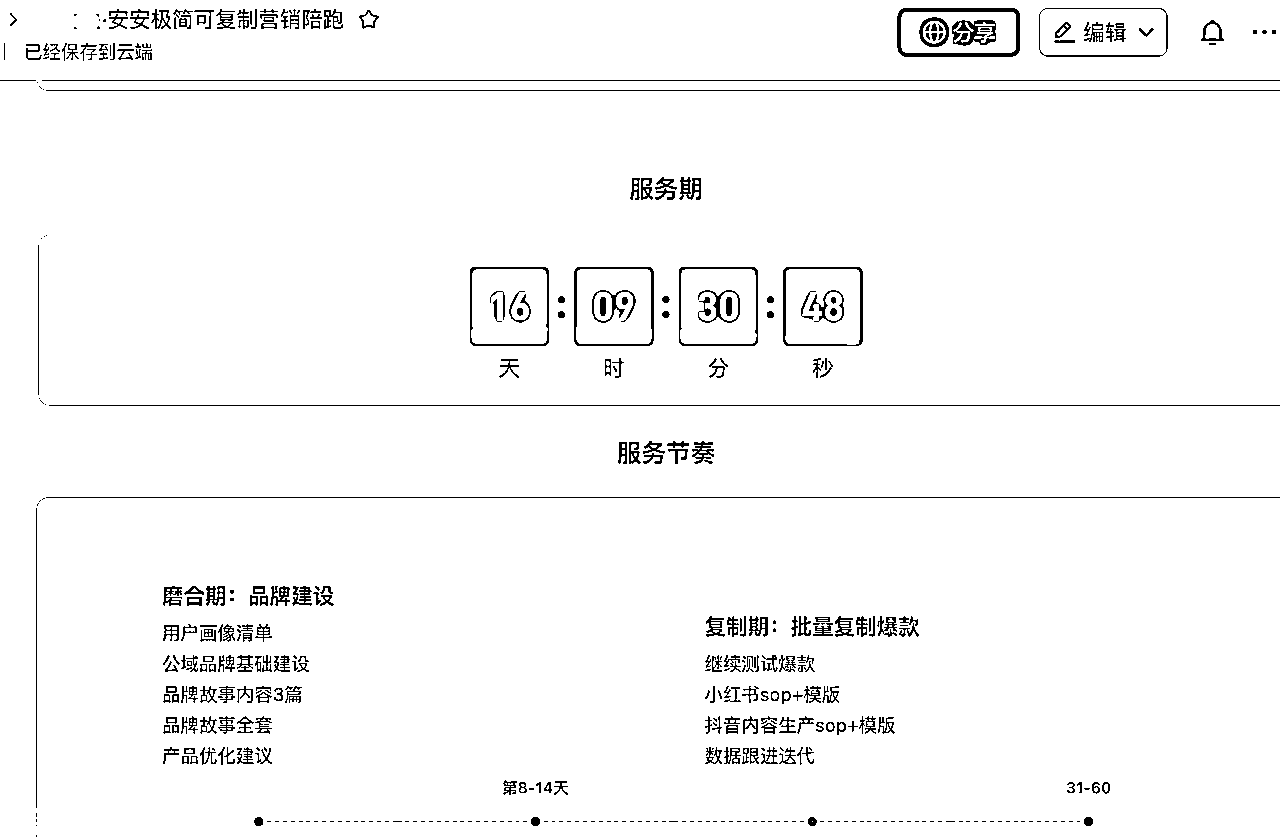 安安极简可复制营销陪跑
已经保存到云端
分享
编辑
服务期
16:09:30:48
天 时 分 秒
服务节奏
磨合期：品牌建设
用户画像清单
公域品牌基础建设
品牌故事内容3篇
品牌故事全套
产品优化建议
复制期：批量复制爆款
继续测试爆款
小红书sop+模版
抖音内容生产sop+模版
数据跟进迭代
第8-14天
31-60